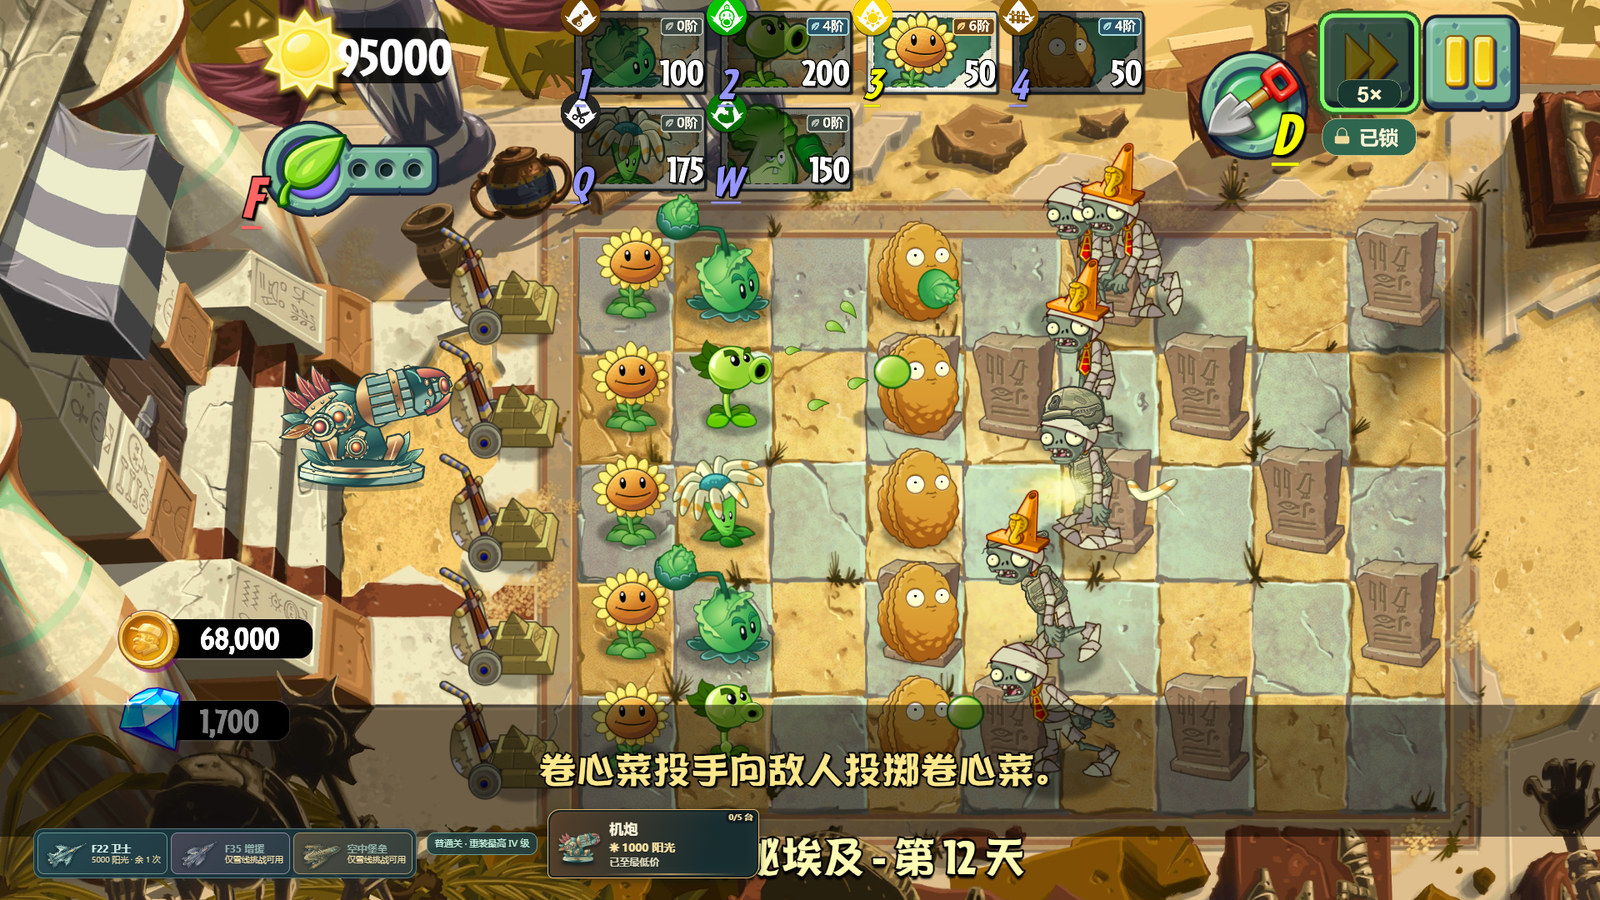 95000
0阶
100
1
4阶
200
2
6阶
50
3
4阶
50
4
0阶
175
Q
0阶
150
W
5×
已锁
D
F
68,000
1,700
卷心菜投手向敌人投掷卷心菜。
F22 卫士
5000 阳光 · 余 1 次
F35 增援
仅雪线挑战可用
空中堡垒
仅雪线挑战可用
普通关 · 重装最高 IV 级
0/5 台
机炮
1000 阳光
已至最低价
埃及 - 第 12 天